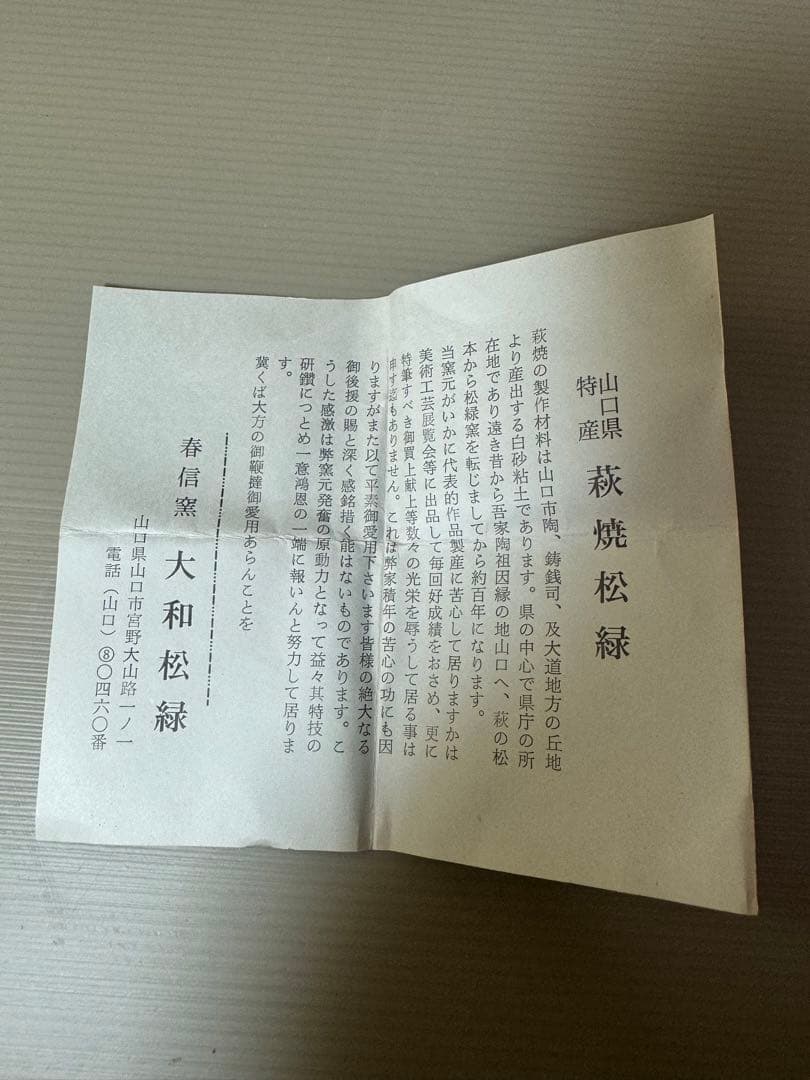 山口県
特産
萩焼松緑
萩焼の製作材料は山口市陶、鋳銭司、及大道地方の丘地
より産出する白砂粘土であります。県の中心で県庁の所
在地であり遠き昔から吾家陶祖因縁の地山口へ、萩の松
本から松緑窯を転じましてから約百年になります。
当窯元がいかに代表的作品製産に苦心して居りますかは
美術工芸展覧会等に出品して毎回好成績をおさめ、更に
特筆すべき御買上献上等数々の光栄を辱うして居る事は
申す迄もありません。これは弊家積年の苦心の功にも因
りますがまた以て平素御愛用下さいます皆様の絶大なる
御後援の賜と深く感銘措く能はないものであります。こ
うした感激は弊窯元発奮の原動力となって益々其特技の
研鑽につとめ一意鴻恩の一端に報いんと努力して居りま
す。
冀くば大方の御鞭撻御愛用あらんことを
春信窯 大和松緑
山口県山口市宮野大山路一ノ一
電話（山口）⑧〇四六〇番